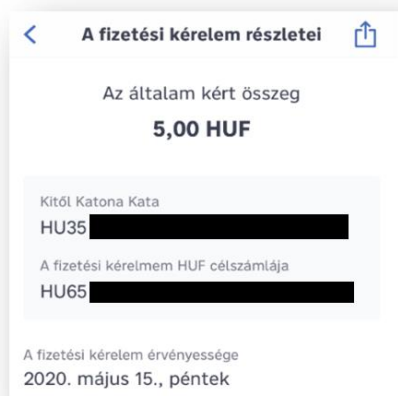 A fizetési kérelem részletei
Az általam kért összeg
5,00 HUF
Kitől Katona Kata
HU35
A fizetési kérelmem HUF célszámlája
HU65
A fizetési kérelem érvényessége
2020. május 15., péntek